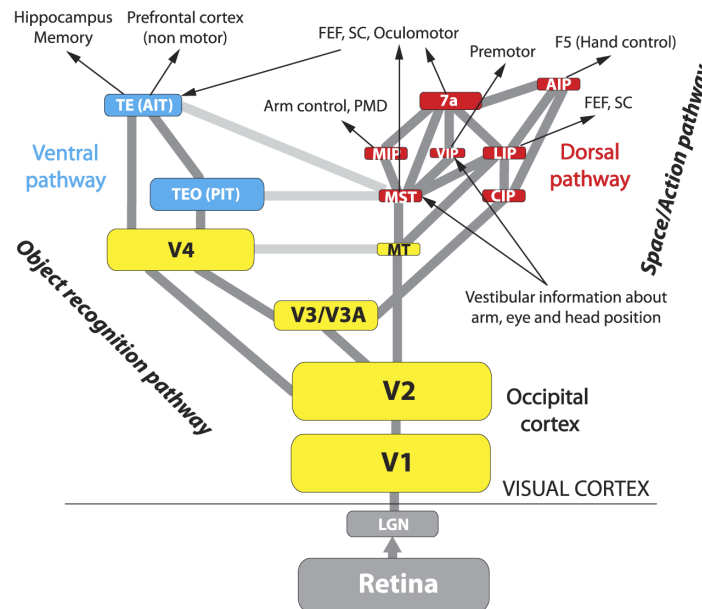 Hippocampus
Memory
Prefrontal cortex
(non motor)
FEF, SC, Oculomotor
F5 (Hand control)
Premotor
TE (AIT)
7a
AIP
Arm control, PMD
FEF, SC
Ventral
pathway
MIP
VIP
LIP
Dorsal
pathway
Space/Action pathway
TEO (PIT)
MST
CIP
V4
MT
Object recognition pathway
V3/V3A
Vestibular information about
arm, eye and head position
V2
Occipital
cortex
V1
VISUAL CORTEX
LGN
Retina